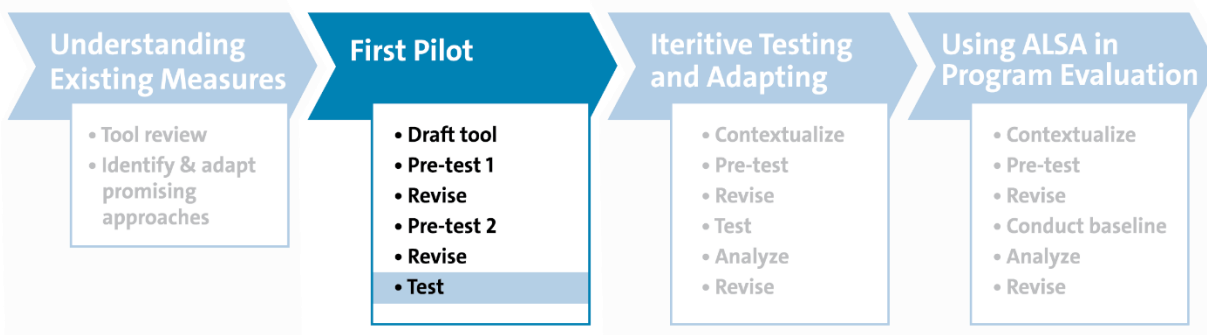 Understanding
Existing Measures
• Tool review
• Identify & adapt
promising
approaches
First Pilot
• Draft tool
• Pre-test 1
• Revise
• Pre-test 2
• Revise
• Test
Iteritive Testing
and Adapting
• Contextualize
• Pre-test
• Revise
• Test
• Analyze
• Revise
Using ALSA in
Program Evaluation
• Contextualize
• Pre-test
• Revise
• Conduct baseline
• Analyze
• Revise